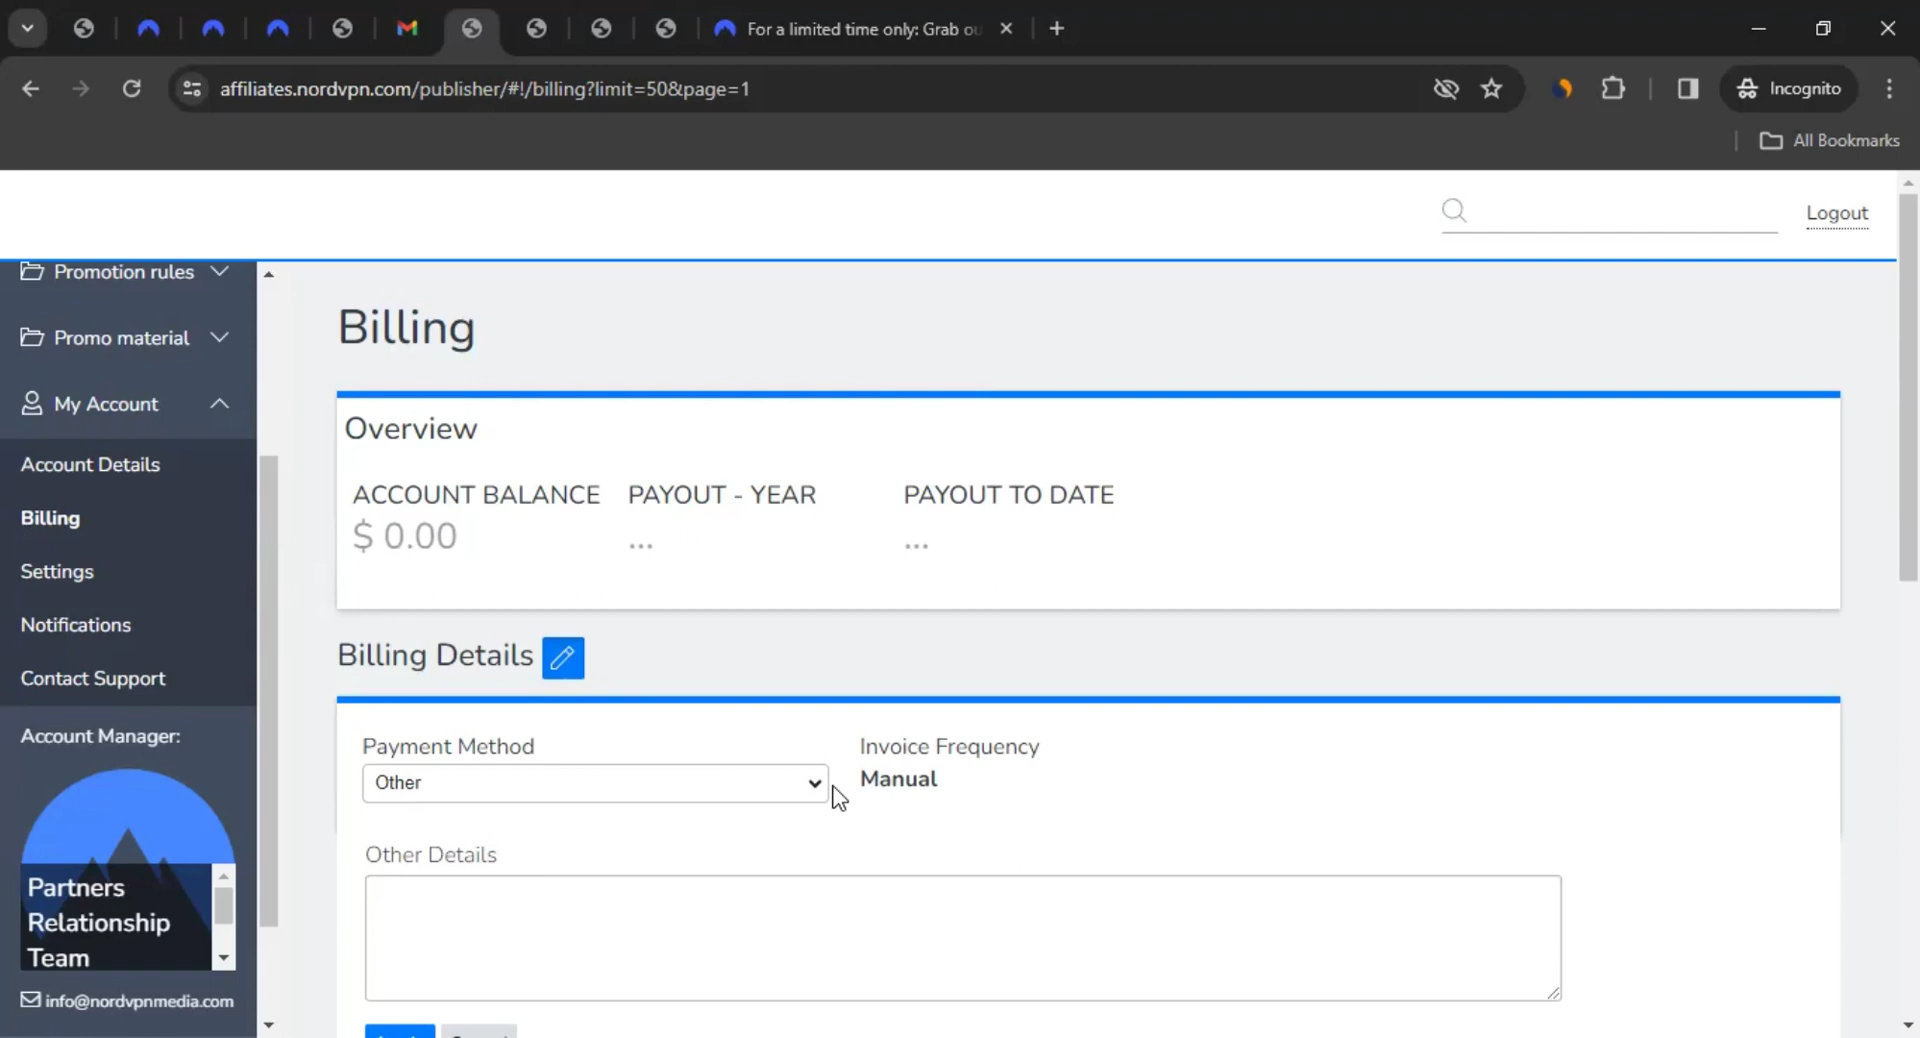 For a limited time only: Grab ou
affiliates.nordvpn.com/publisher/#!/billing?limit=50&page=1
Incognito
All Bookmarks
Logout
Promotion rules
Promo material
My Account
Account Details
Billing
Settings
Notifications
Contact Support
Account Manager:
Partners
Relationship
Team
info@nordvpnmedia.com
Billing
Overview
ACCOUNT BALANCE PAYOUT - YEAR PAYOUT TO DATE
$ 0.00 ... ...
Billing Details
Payment Method Invoice Frequency
Other Manual
Other Details